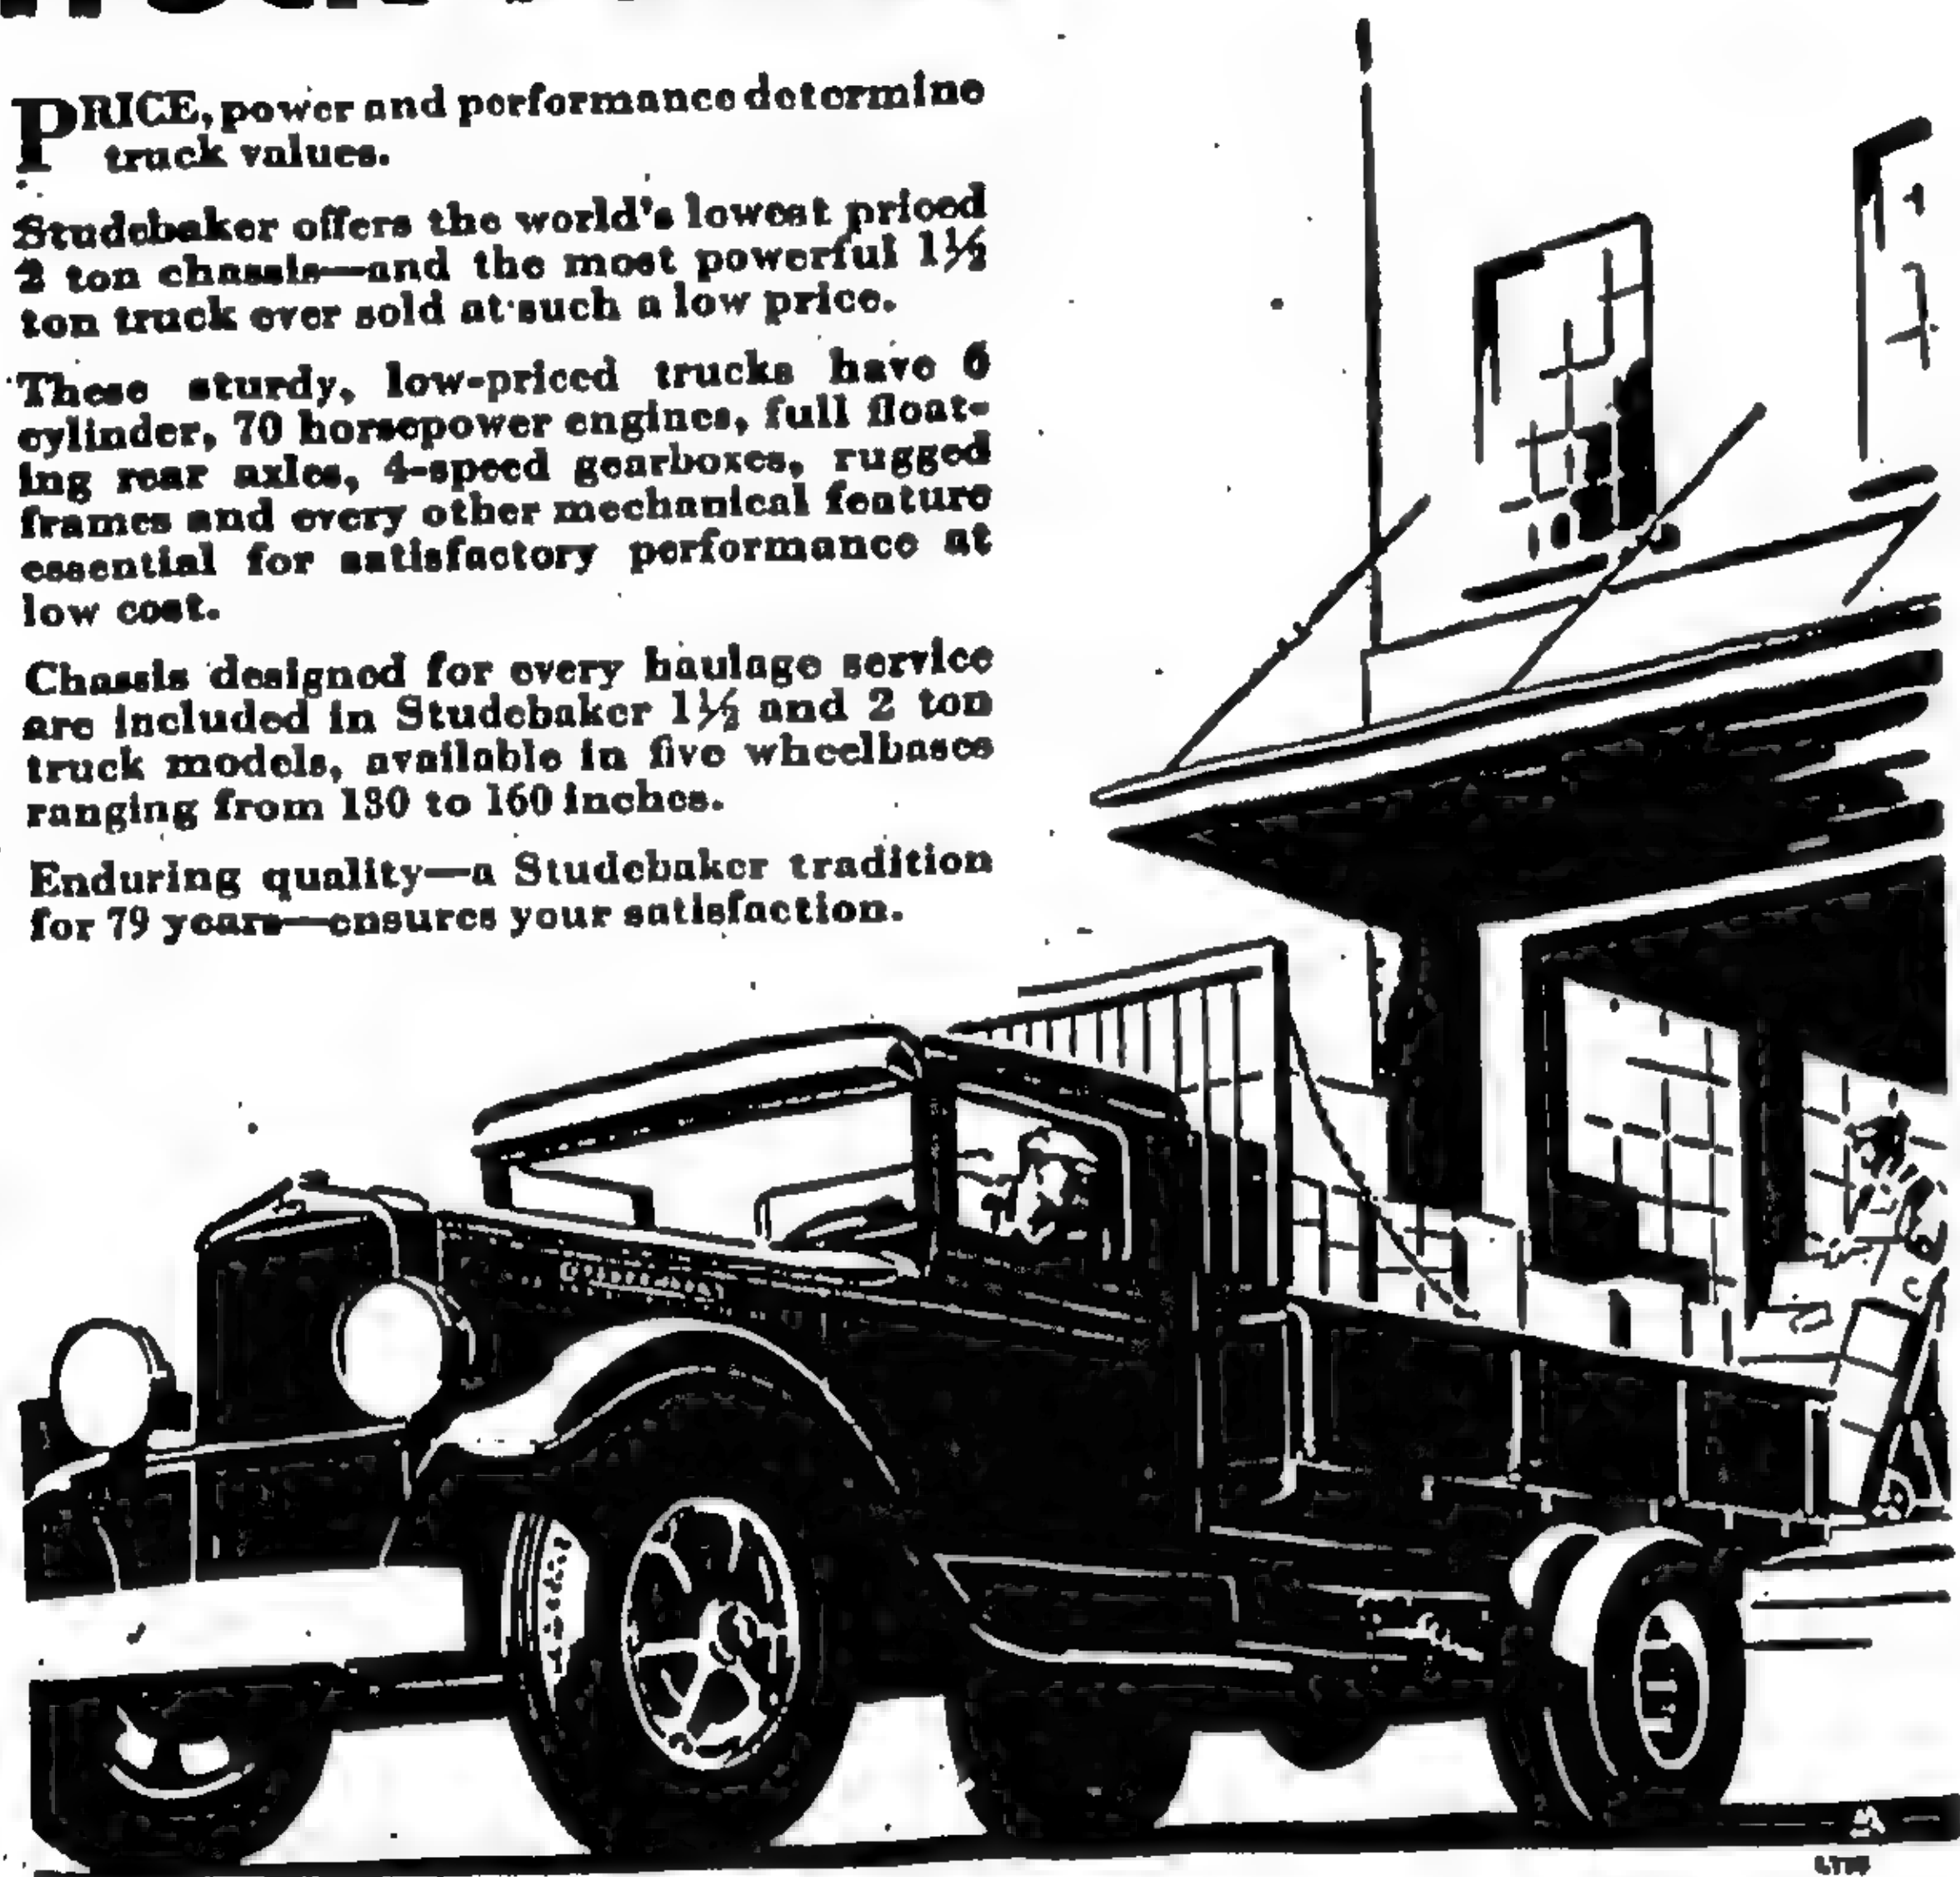 PRICE, power and performance determine
truck values.
Studebaker offers the world's lowest priced
2 ton chassis—and the most powerful 1½
ton truck ever sold at such a low price.
These sturdy, low-priced trucks have 6
cylinder, 70 horsepower engines, full float-
ing rear axles, 4-speed gearboxes, rugged
frames and every other mechanical feature
essential for satisfactory performance at
low cost.
Chassis designed for every haulage service
are included in Studebaker 1½ and 2 ton
truck models, available in five wheelbases
ranging from 130 to 160 inches.
Enduring quality—a Studebaker tradition
for 79 years—ensures your satisfaction.